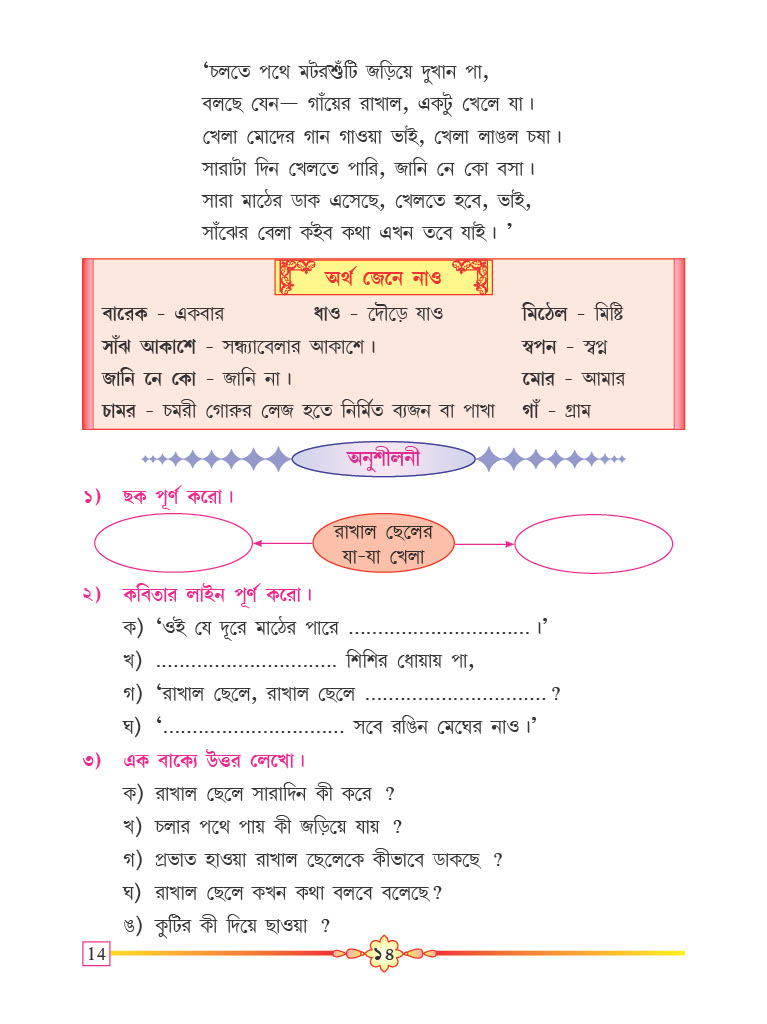 ‘চলতে পথে মটরশুঁটি জড়িয়ে দুখান পা,
বলছে যেন— গাঁয়ের রাখাল, একটু খেলে যা।
খেলা মোদের গান গাওয়া ভাই, খেলা লাঙল চষা।
সারাটা দিন খেলতে পারি, জানি নে কো বসা।
সারা মাঠের ডাক এসেছে, খেলতে হবে, ভাই,
সাঁঝের বেলা কইব কথা এখন তবে যাই। ’
অর্থ জেনে নাও
বারেক - একবার ধাও - দৌড়ে যাও মিঠেল - মিষ্টি
সাঁঝ আকাশে - সন্ধ্যাবেলার আকাশে। স্বপন - স্বপ্ন
জানি নে কো - জানি না। মোর - আমার
চামর - চমরী গোরুর লেজ হতে নির্মিত ব্যজন বা পাখা গাঁ - গ্রাম
অনুশীলনী
১) ছক পূর্ণ করো।
রাখাল ছেলের
যা-যা খেলা
২) কবিতার লাইন পূর্ণ করো।
ক) ‘ওই যে দূরে মাঠের পারে ............................... ।’
খ) ............................... শিশির ধোয়ায় পা,
গ) ‘রাখাল ছেলে, রাখাল ছেলে ............................... ?
ঘ) ‘............................... সবে রঙিন মেঘের নাও।’
৩) এক বাক্যে উত্তর লেখো।
ক) রাখাল ছেলে সারাদিন কী করে ?
খ) চলার পথে পায় কী জড়িয়ে যায় ?
গ) প্রভাত হাওয়া রাখাল ছেলেকে কীভাবে ডাকছে ?
ঘ) রাখাল ছেলে কখন কথা বলবে বলেছে?
ঙ) কুটির কী দিয়ে ছাওয়া ?
14 ১৪